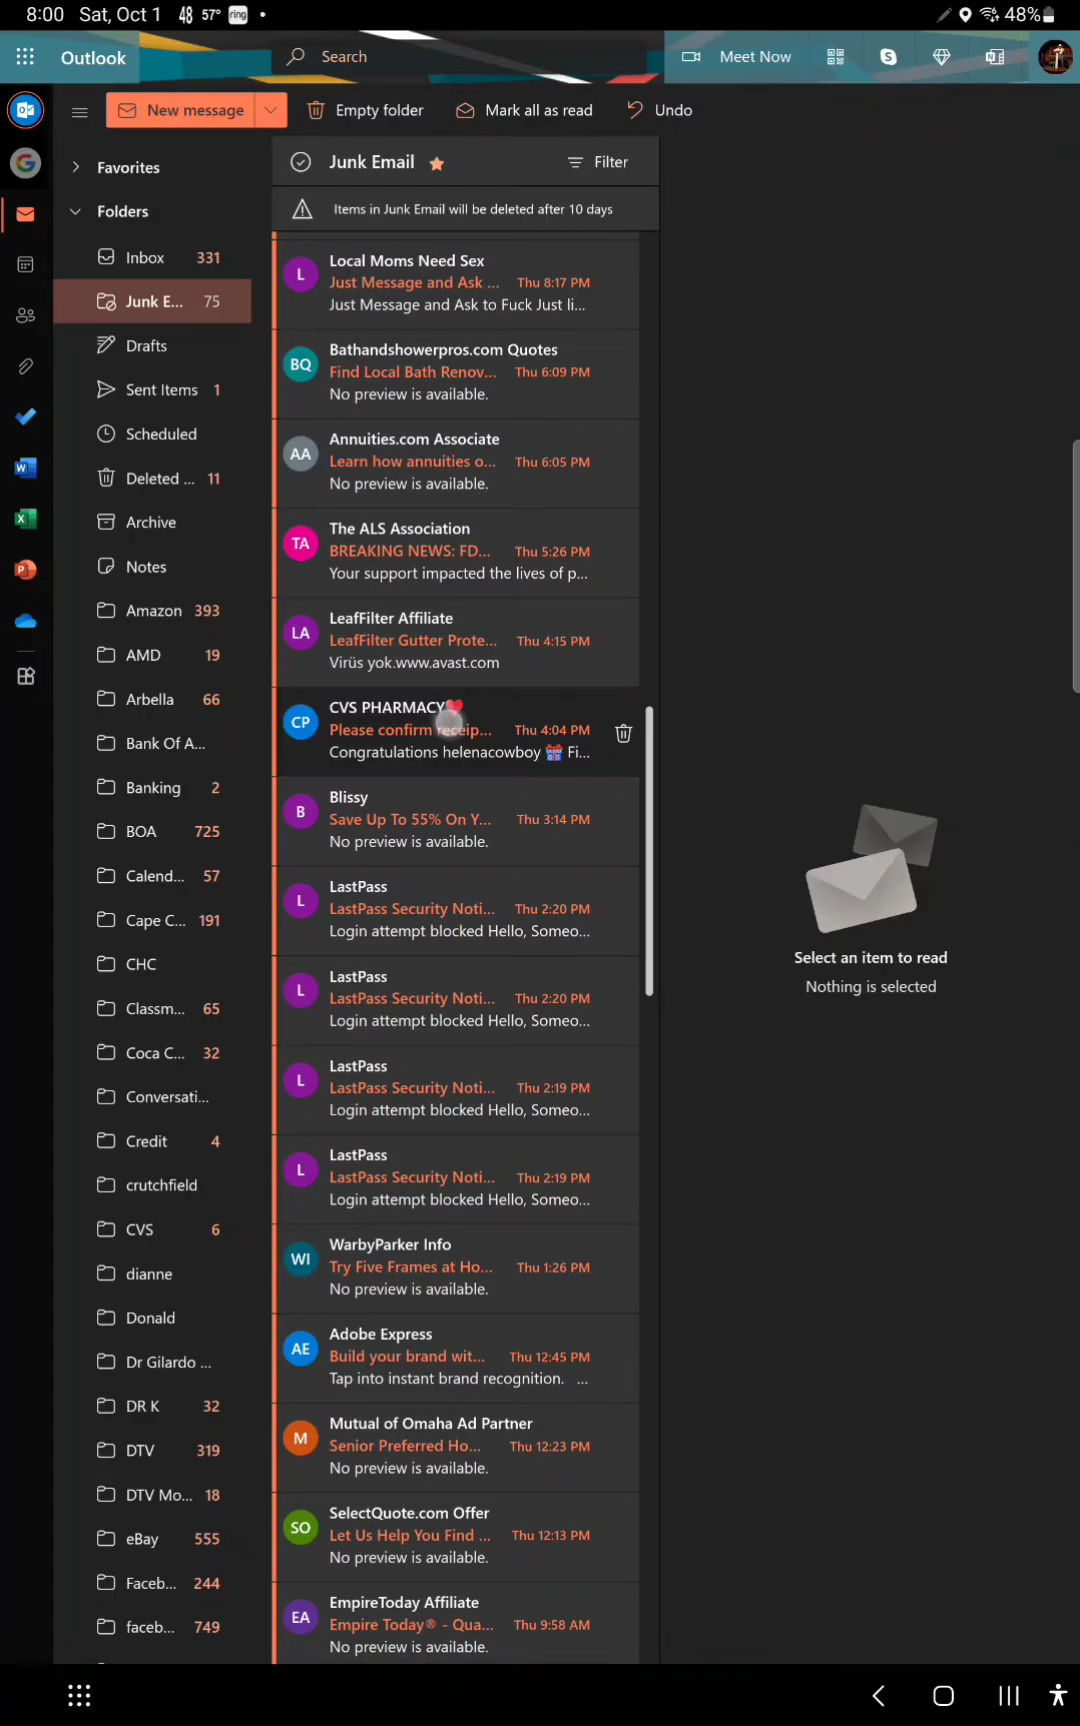 8:00 Sat, Oct 1 48 57° ring • 48%
Outlook
Search
Meet Now
New message
Empty folder
Mark all as read
Undo
Favorites
Folders
Inbox 331
Junk E... 75
Drafts
Sent Items 1
Scheduled
Deleted ... 11
Archive
Notes
Amazon 393
AMD 19
Arbella 66
Bank Of A...
Banking 2
BOA 725
Calend... 57
Cape C... 191
CHC
Classm... 65
Coca C... 32
Conversati...
Credit 4
crutchfield
CVS 6
dianne
Donald
Dr Gilardo ...
DR K 32
DTV 319
DTV Mo... 18
eBay 555
Faceb... 244
faceb... 749
Junk Email
Filter
Items in Junk Email will be deleted after 10 days
L
Local Moms Need Sex
Just Message and Ask ... Thu 8:17 PM
Just Message and Ask to Fuck Just li...
BQ
Bathandshowerpros.com Quotes
Find Local Bath Renov... Thu 6:09 PM
No preview is available.
AA
Annuities.com Associate
Learn how annuities o... Thu 6:05 PM
No preview is available.
TA
The ALS Association
BREAKING NEWS: FD... Thu 5:26 PM
Your support impacted the lives of p...
LA
LeafFilter Affiliate
LeafFilter Gutter Prote... Thu 4:15 PM
Virüs yok.www.avast.com
CP
CVS PHARMACY❤️
Please confirm receip... Thu 4:04 PM
Congratulations helenacowboy 🎁 Fi...
B
Blissy
Save Up To 55% On Y... Thu 3:14 PM
No preview is available.
L
LastPass
LastPass Security Noti... Thu 2:20 PM
Login attempt blocked Hello, Someo...
L
LastPass
LastPass Security Noti... Thu 2:20 PM
Login attempt blocked Hello, Someo...
L
LastPass
LastPass Security Noti... Thu 2:19 PM
Login attempt blocked Hello, Someo...
L
LastPass
LastPass Security Noti... Thu 2:19 PM
Login attempt blocked Hello, Someo...
WI
WarbyParker Info
Try Five Frames at Ho... Thu 1:26 PM
No preview is available.
AE
Adobe Express
Build your brand wit... Thu 12:45 PM
Tap into instant brand recognition. ...
M
Mutual of Omaha Ad Partner
Senior Preferred Ho... Thu 12:23 PM
No preview is available.
SO
SelectQuote.com Offer
Let Us Help You Find ... Thu 12:13 PM
No preview is available.
EA
EmpireToday Affiliate
Empire Today® - Qua... Thu 9:58 AM
No preview is available.
Select an item to read
Nothing is selected